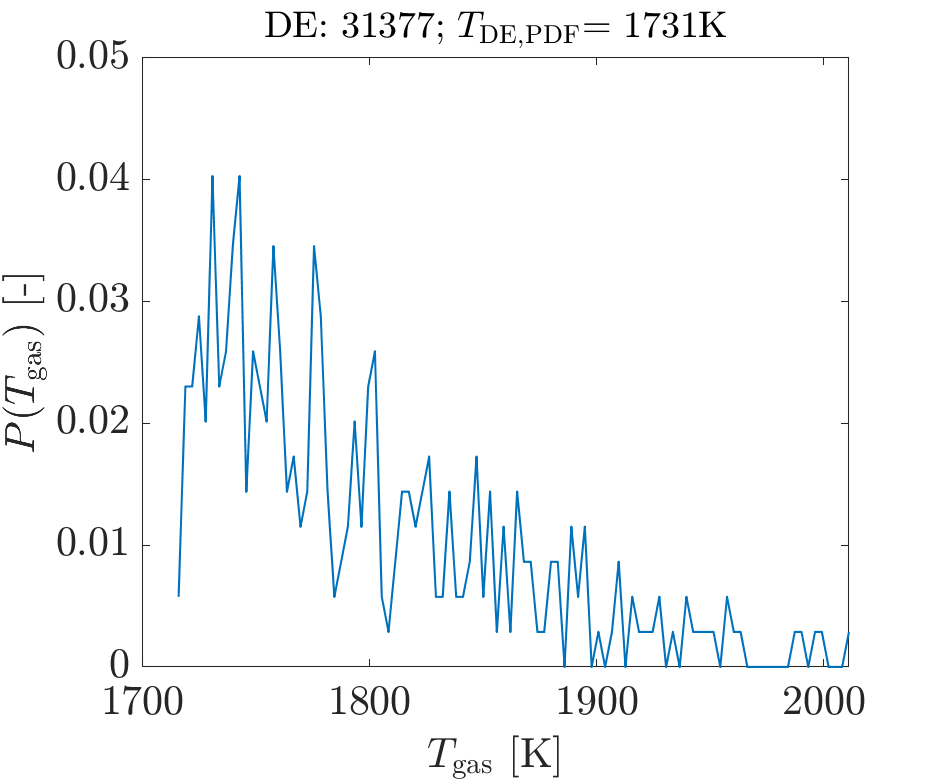 DE: 31377; T_DE,PDF= 1731K
0.05
0.04
0.03
0.02
0.01
0
P(T_gas) [-]
1700 1800 1900 2000
T_gas [K]